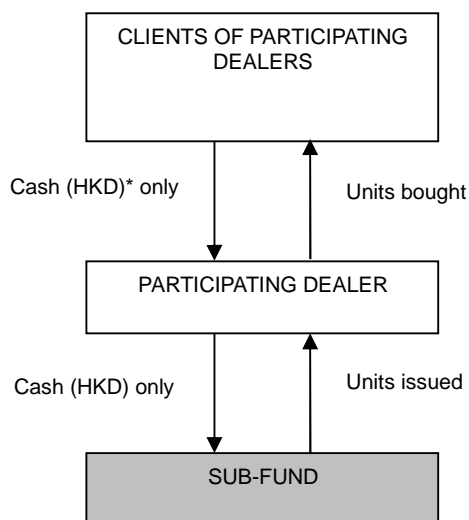 CLIENTS OF PARTICIPATING
DEALERS
Cash (HKD)* only
Units bought
PARTICIPATING DEALER
Cash (HKD) only
Units issued
SUB-FUND